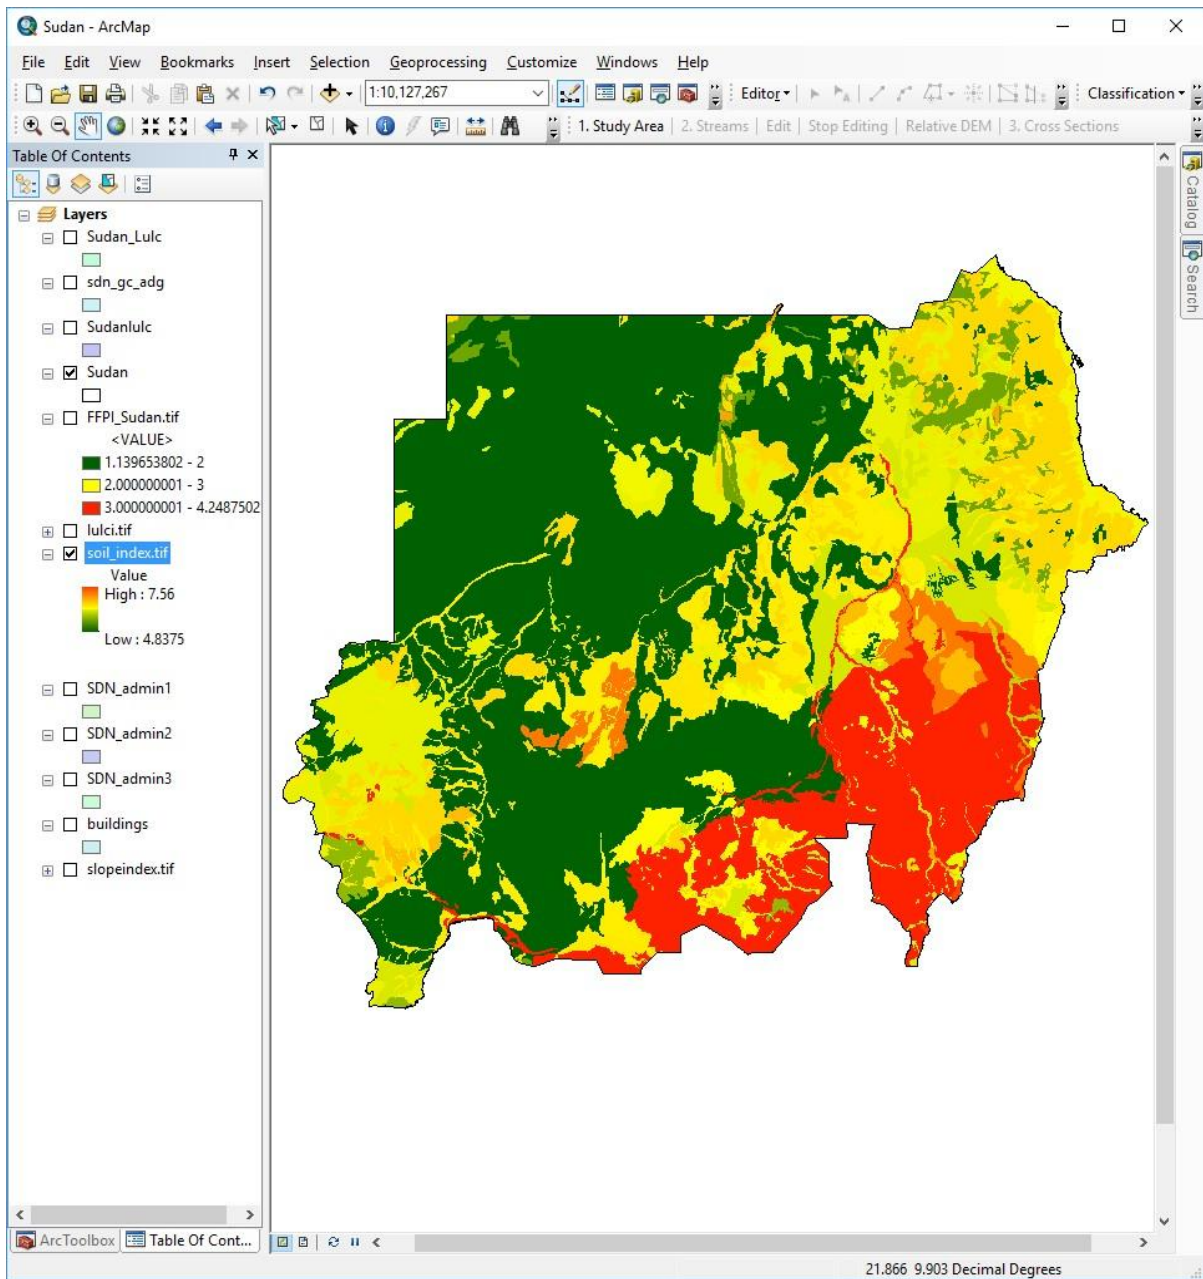 Sudan - ArcMap
File Edit View Bookmarks Insert Selection Geoprocessing Customize Windows Help
1:10,127,267 Editor Classification
1. Study Area | 2. Streams | Edit | Stop Editing | Relative DEM | 3. Cross Sections
Table Of Contents
Layers
Sudan_Lulc
sdn_gc_adg
Sudanlulc
Sudan
FFPI_Sudan.tif
<VALUE>
1.139653802 - 2
2.000000001 - 3
3.000000001 - 4.2487502
lulci.tif
soil_index.tif
Value
High : 7.56
Low : 4.8375
SDN_admin1
SDN_admin2
SDN_admin3
buildings
slopeindex.tif
Catalog
Search
ArcToolbox Table Of Cont...
21.866 9.903 Decimal Degrees